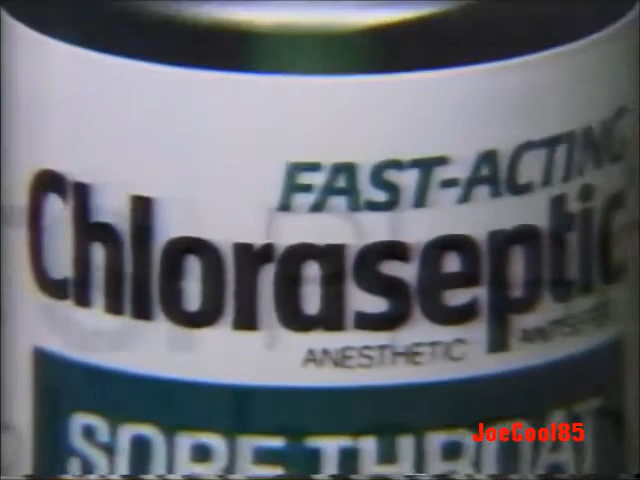 FAST-ACTING
Chloraseptic
ANESTHETIC
SORE THROAT
JoeCool85